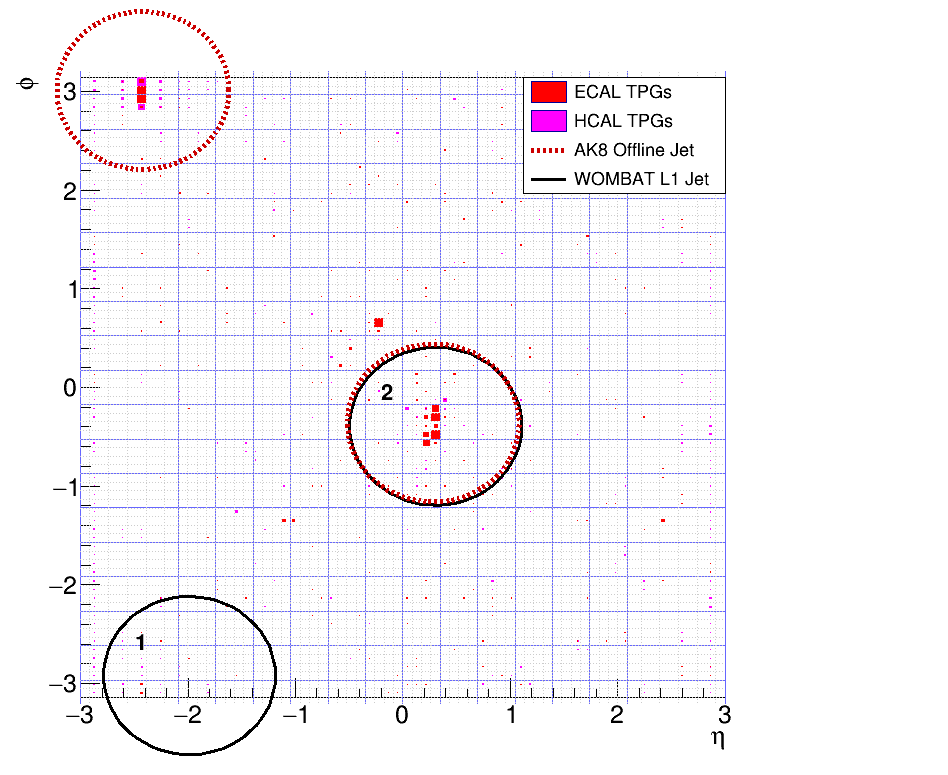 ϕ
ECAL TPGs
HCAL TPGs
AK8 Offline Jet
WOMBAT L1 Jet
3
2
1
0
−1
−2
−3
2
1
−3 −2 −1 0 1 2 3
η